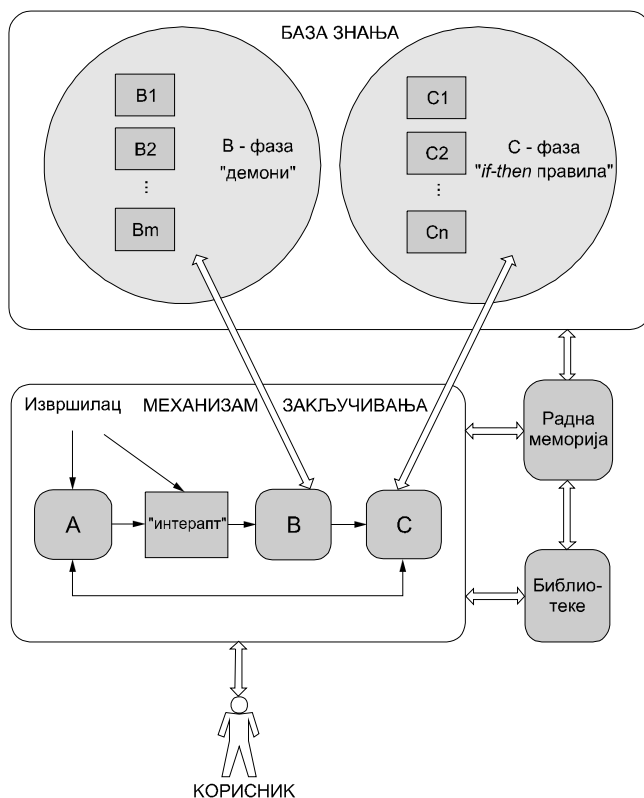 БАЗА ЗНАЊА
B1
B2
...
Bm
B - фаза
"демони"
C1
C2
...
Cn
C - фаза
"if-then правила"
Извршилац
МЕХАНИЗАМ ЗАКЉУЧИВАЊА
A
"интерапт"
B
C
Радна
меморија
Библио-
теке
КОРИСНИК